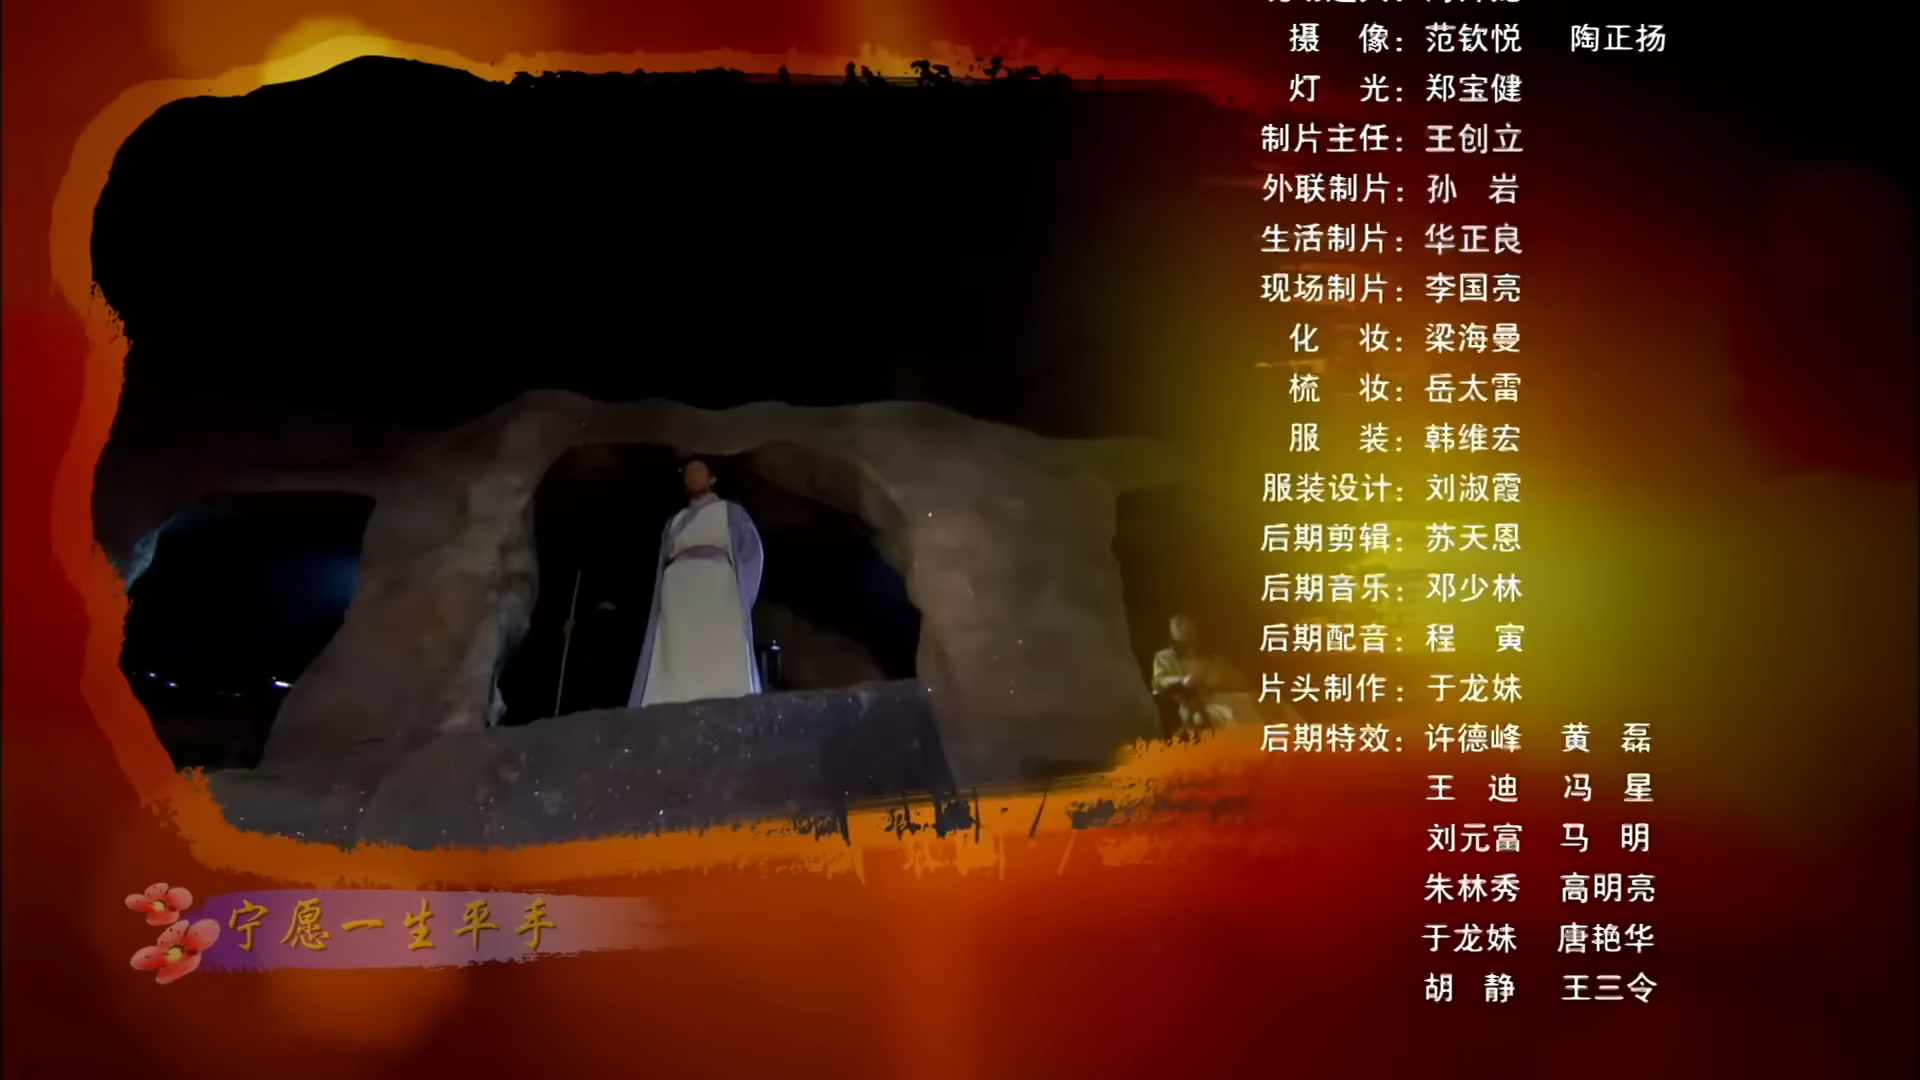 摄 像：范钦悦 陶正扬
灯 光：郑宝健
制片主任：王创立
外联制片：孙 岩
生活制片：华正良
现场制片：李国亮
化 妆：梁海曼
梳 妆：岳太雷
服 装：韩维宏
服装设计：刘淑霞
后期剪辑：苏天恩
后期音乐：邓少林
后期配音：程 寅
片头制作：于龙妹
后期特效：许德峰 黄 磊
王 迪 冯 星
刘元富 马 明
朱林秀 高明亮
于龙妹 唐艳华
胡 静 王三令
宁愿一生平手